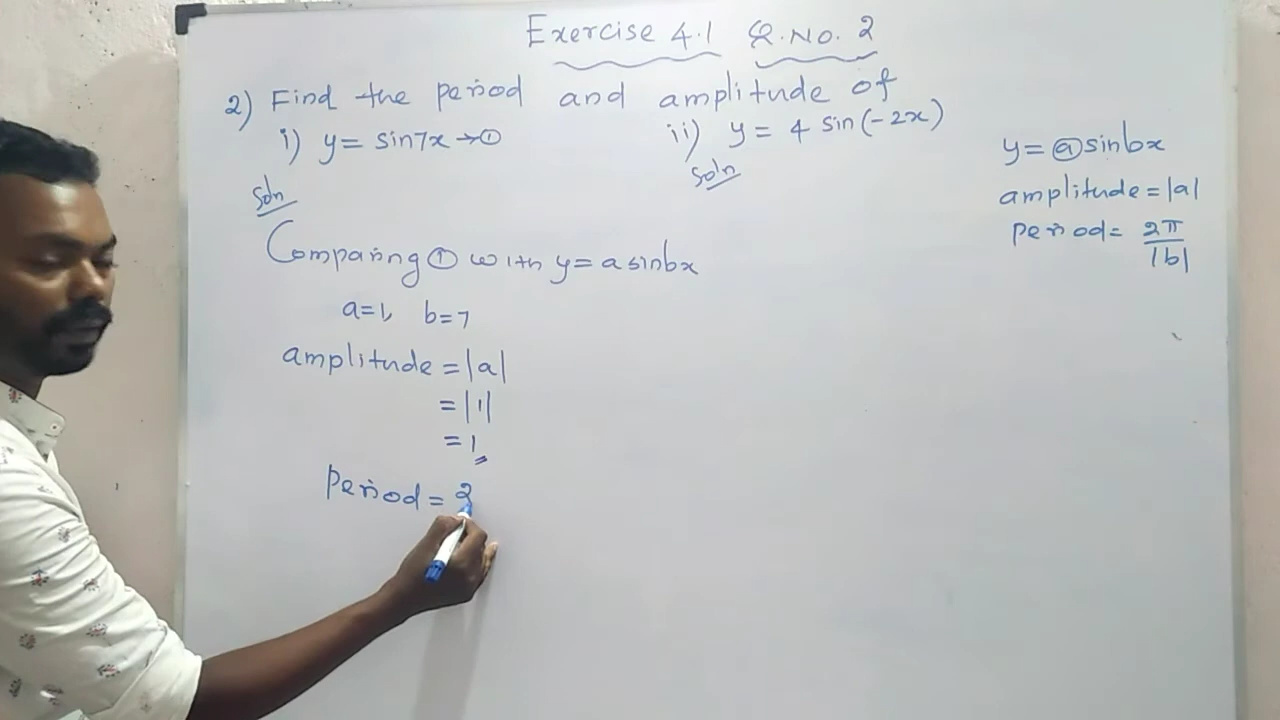 Exercise 4.1 Q.No. 2
2) Find the period and amplitude of
i) y = sin7x → ①
ii) y = 4 sin(-2x)
Soln
Soln
Comparing ① with y = a sinbx
a=1, b=7
amplitude = |a|
= |1|
= 1
Period = 2
y = a sinbx
amplitude = |a|
Period = 2π/|b|